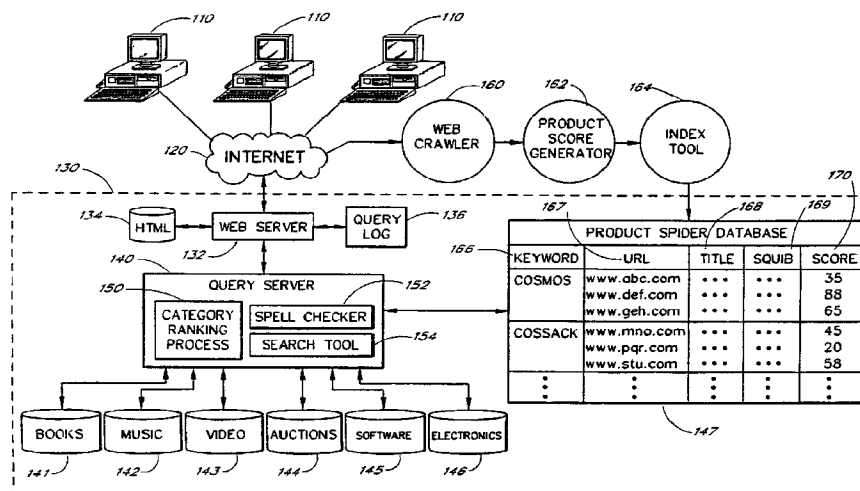 110
110
110
160
162
164
WEB
CRAWLER
PRODUCT
SCORE
GENERATOR
INDEX
TOOL
120
INTERNET
130
134
HTML
WEB SERVER
132
QUERY
LOG
136
140
QUERY SERVER
150
CATEGORY
RANKING
PROCESS
152
SPELL CHECKER
SEARCH TOOL
154
166
167
168
169
170
PRODUCT SPIDER DATABASE
KEYWORD URL TITLE SQUIB SCORE
COSMOS www.abc.com ••• ••• 35
www.def.com ••• ••• 88
www.geh.com ••• ••• 65
COSSACK www.mno.com ••• ••• 45
www.pqr.com ••• ••• 20
www.stu.com ••• ••• 58
147
BOOKS
MUSIC
VIDEO
AUCTIONS
SOFTWARE
ELECTRONICS
141
142
143
144
145
146